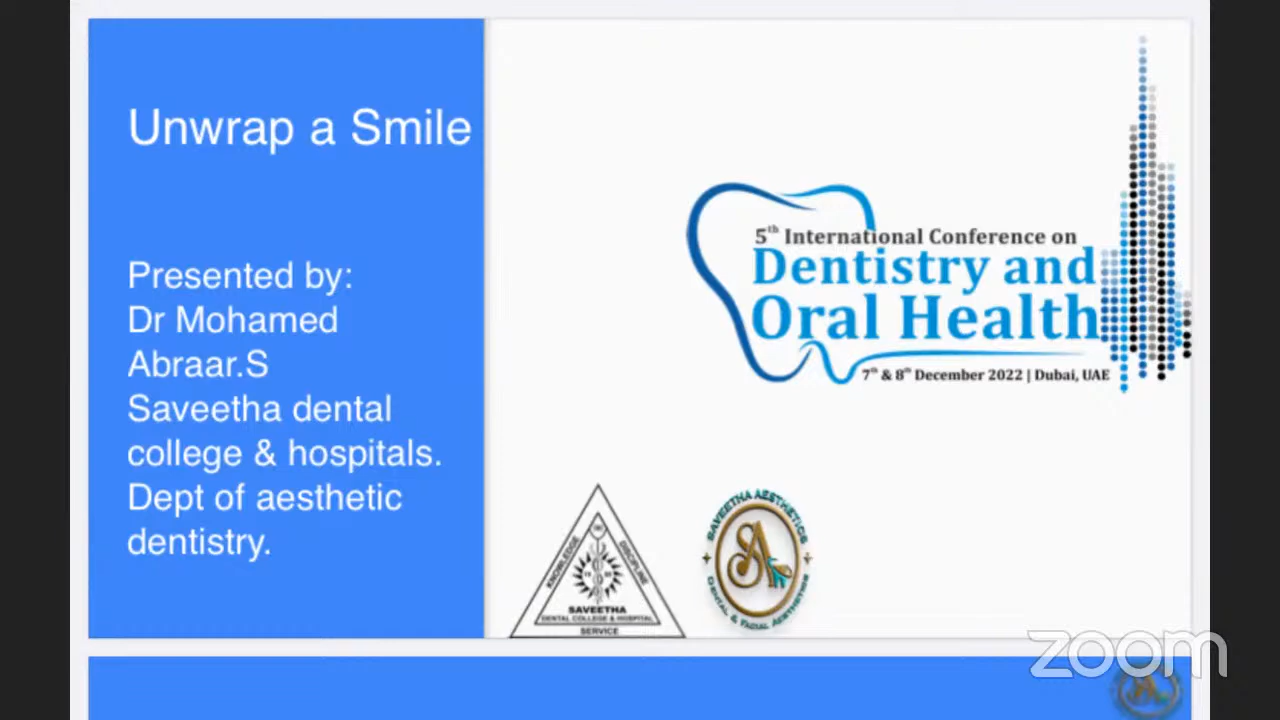 Unwrap a Smile
Presented by:
Dr Mohamed
Abraar.S
Saveetha dental
college & hospitals.
Dept of aesthetic
dentistry.
5th International Conference on
Dentistry and
Oral Health
7th & 8th December 2022 | Dubai, UAE
KNOWLEDGE
DISCIPLINE
SAVEETHA
DENTAL COLLEGE & HOSPITAL
SERVICE
SAVEETHA AESTHETICS
SA
DENTAL & FACIAL AESTHETICS
zoom